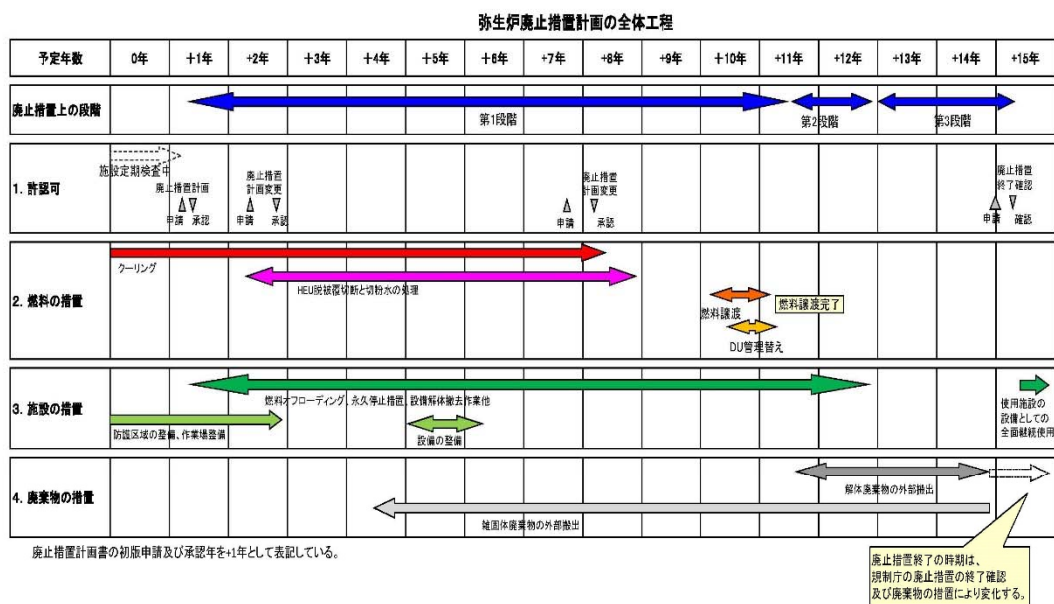 弥生炉廃止措置計画の全体工程
予定年数 0年 +1年 +2年 +3年 +4年 +5年 +6年 +7年 +8年 +9年 +10年 +11年 +12年 +13年 +14年 +15年
廃止措置上の段階
第1段階
第2段階
第3段階
1. 許認可
施設定期検査中
廃止措置計画
申請 承認
廃止措置
計画変更
申請 承認
廃止措置
計画変更
申請 承認
廃止措置
終了確認
申請 確認
2. 燃料の措置
クーリング
HEU脱被覆切断と切粉水の処理
燃料譲渡
燃料譲渡完了
DU管理替え
3. 施設の措置
燃料オフローディング、永久停止措置、設備解体撤去作業他
防護区域の整備、作業場整備
設備の整備
使用施設の
設備としての
全面継続使用
4. 廃棄物の措置
解体廃棄物の外部搬出
雑固体廃棄物の外部搬出
廃止措置計画書の初版申請及び承認年を+1年として表記している。
廃止措置終了の時期は、
規制庁の廃止措置の終了確認
及び廃棄物の措置により変化する。